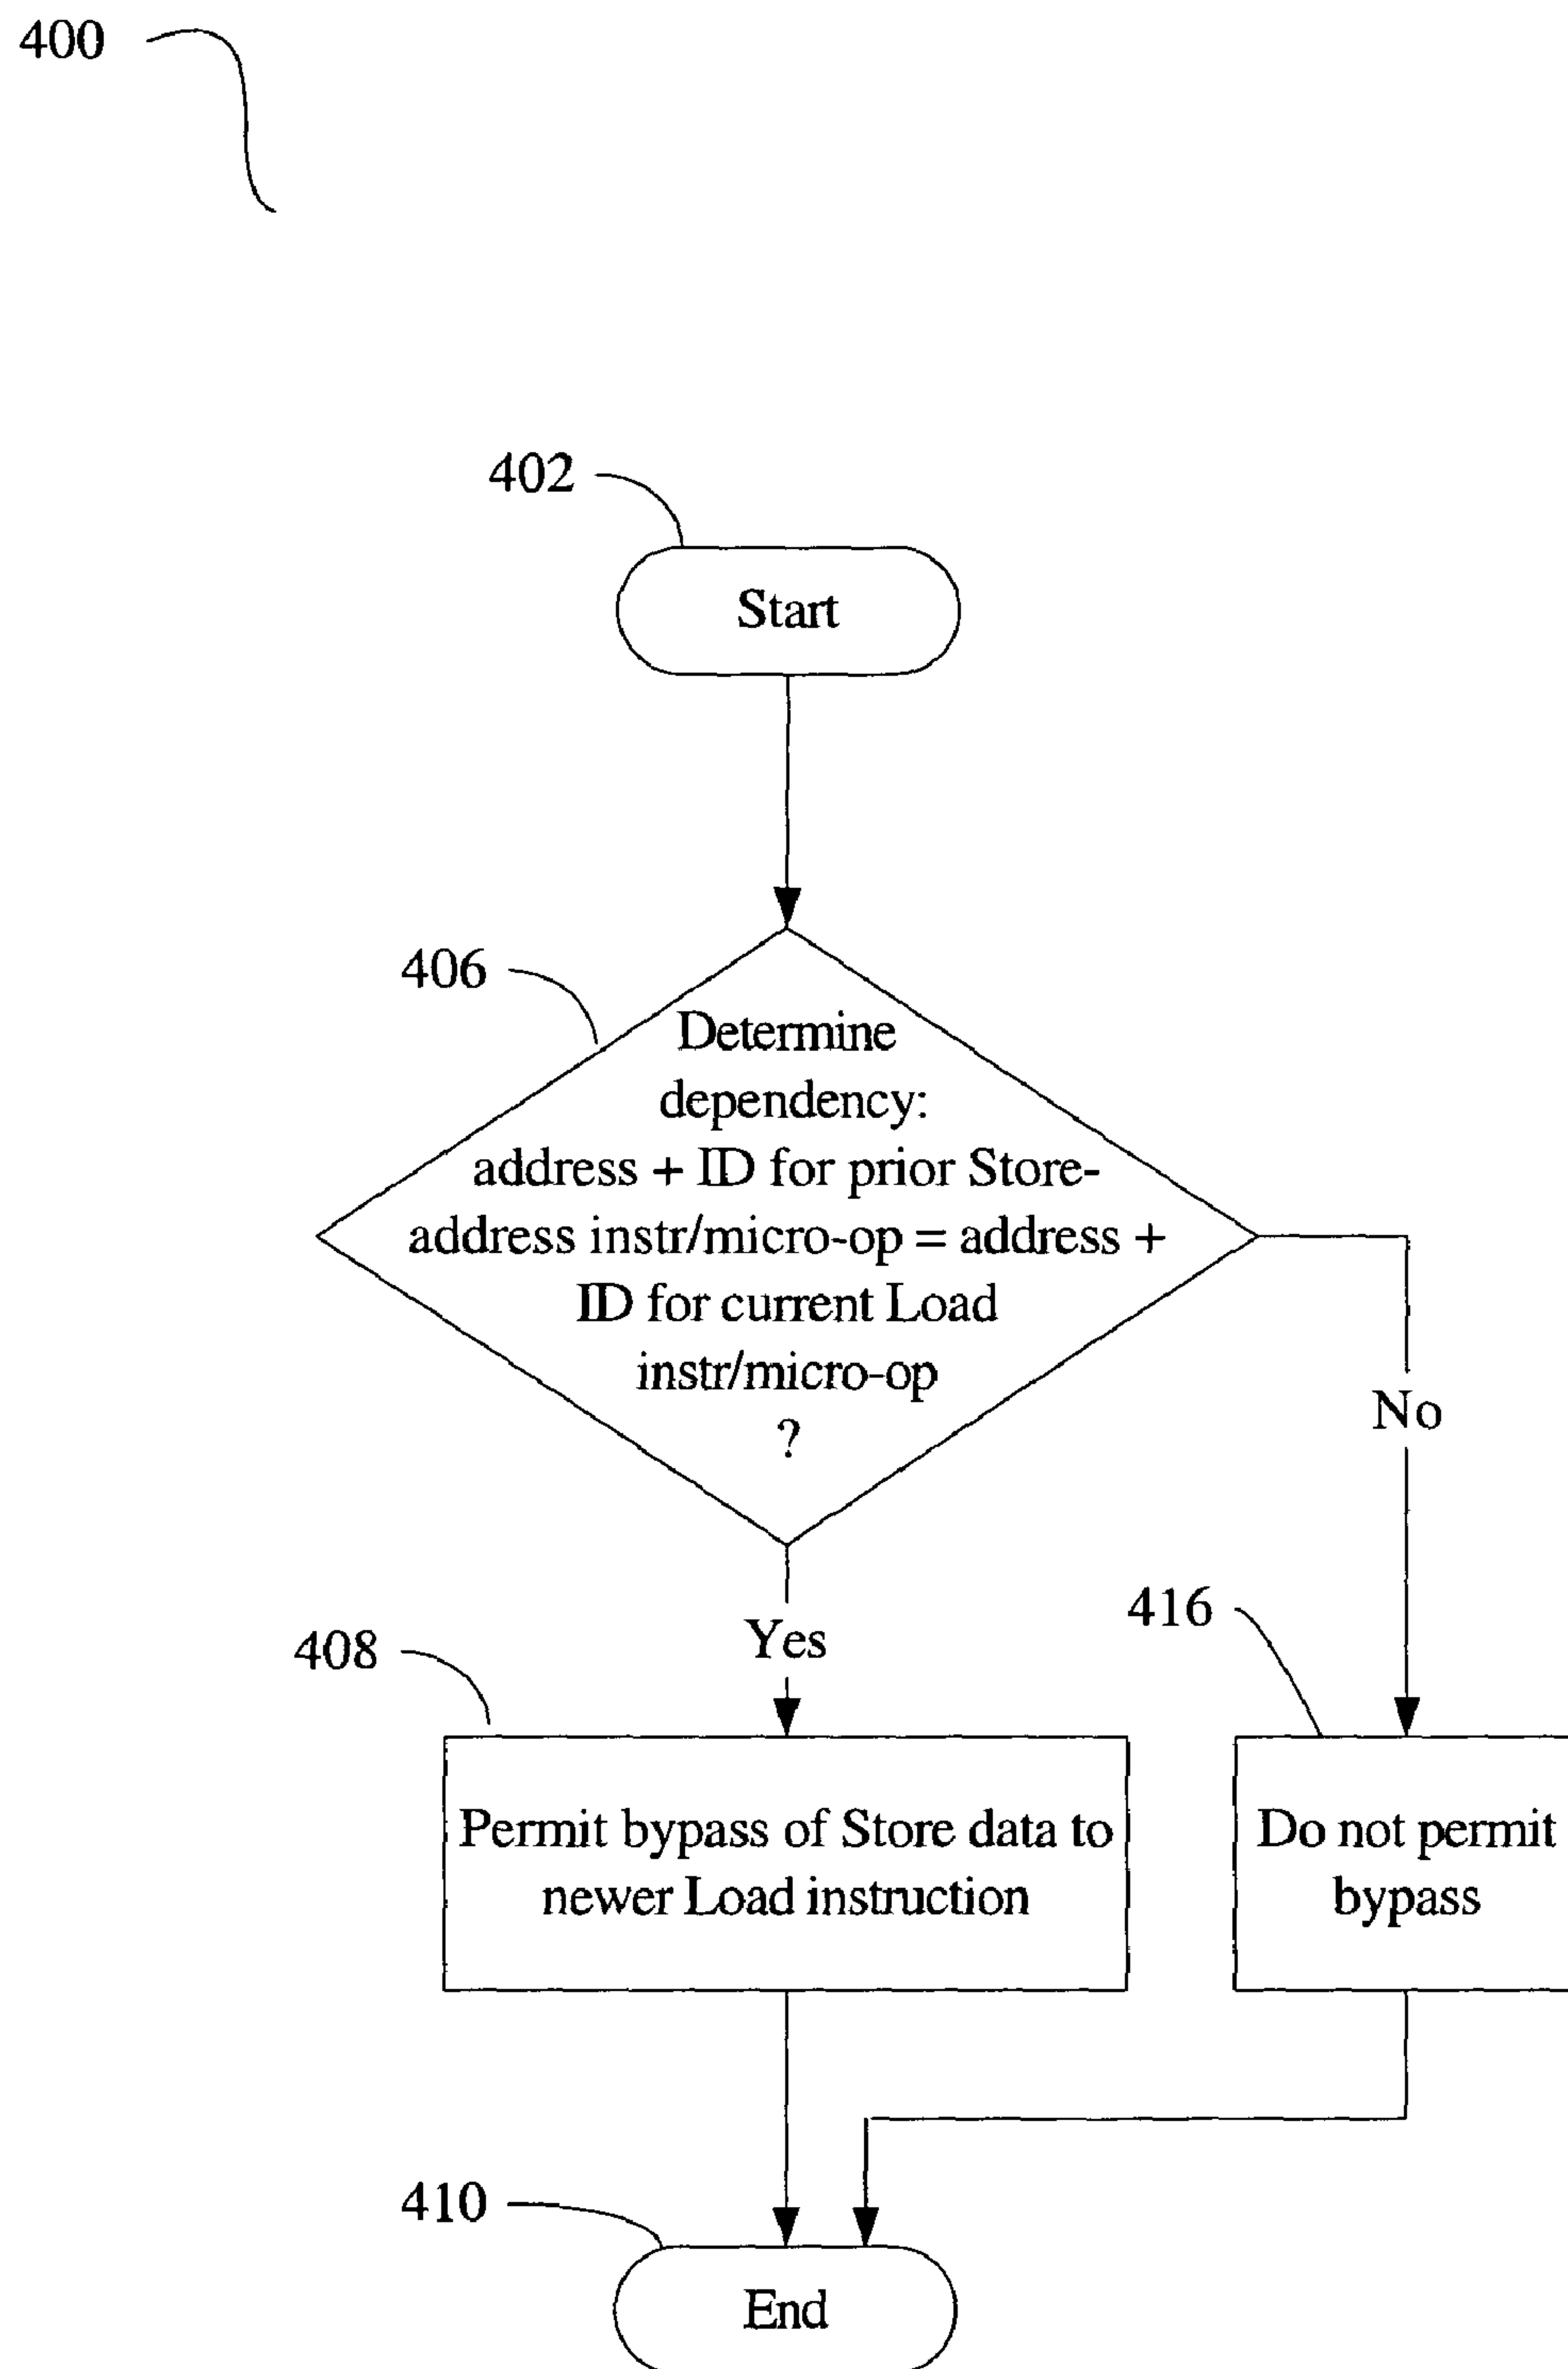 400
402
Start
406
Determine
dependency:
address + ID for prior Store-
address instr/micro-op = address +
ID for current Load
instr/micro-op
?
No
Yes
408
416
Permit bypass of Store data to
newer Load instruction
Do not permit
bypass
410
End